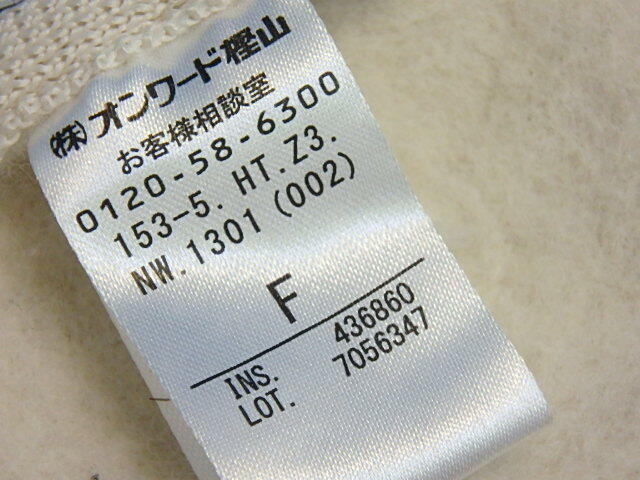 (株)オンワード樫山
お客様相談室
0120-58-6300
153-5. HT.Z3.
NW.1301(002)
F
INS. 436860
LOT. 7056347